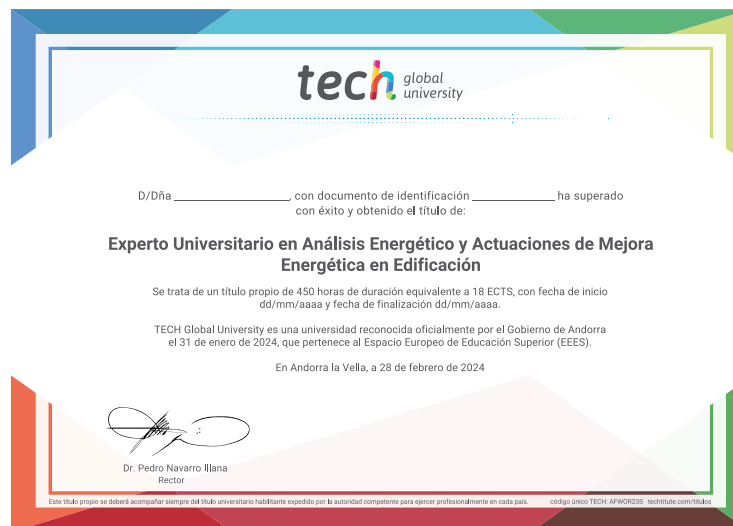 tech global university
D/Dña ____________________, con documento de identificación ______________ ha superado
con éxito y obtenido el título de:
Experto Universitario en Análisis Energético y Actuaciones de Mejora
Energética en Edificación
Se trata de un título propio de 450 horas de duración equivalente a 18 ECTS, con fecha de inicio
dd/mm/aaaa y fecha de finalización dd/mm/aaaa.
TECH Global University es una universidad reconocida oficialmente por el Gobierno de Andorra
el 31 de enero de 2024, que pertenece al Espacio Europeo de Educación Superior (EEES).
En Andorra la Vella, a 28 de febrero de 2024
Dr. Pedro Navarro Illana
Rector
Este título propio se deberá acompañar siempre del título universitario habilitante expedido por la autoridad competente para ejercer profesionalmente en cada país. código único TECH: AFWOR23S techtitute.com/titulos